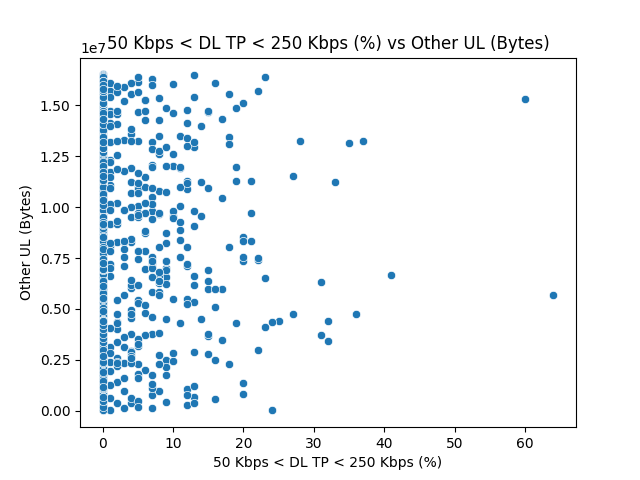 1e7
50 Kbps < DL TP < 250 Kbps (%) vs Other UL (Bytes)
Other UL (Bytes)
1.50
1.25
1.00
0.75
0.50
0.25
0.00
0 10 20 30 40 50 60
50 Kbps < DL TP < 250 Kbps (%)